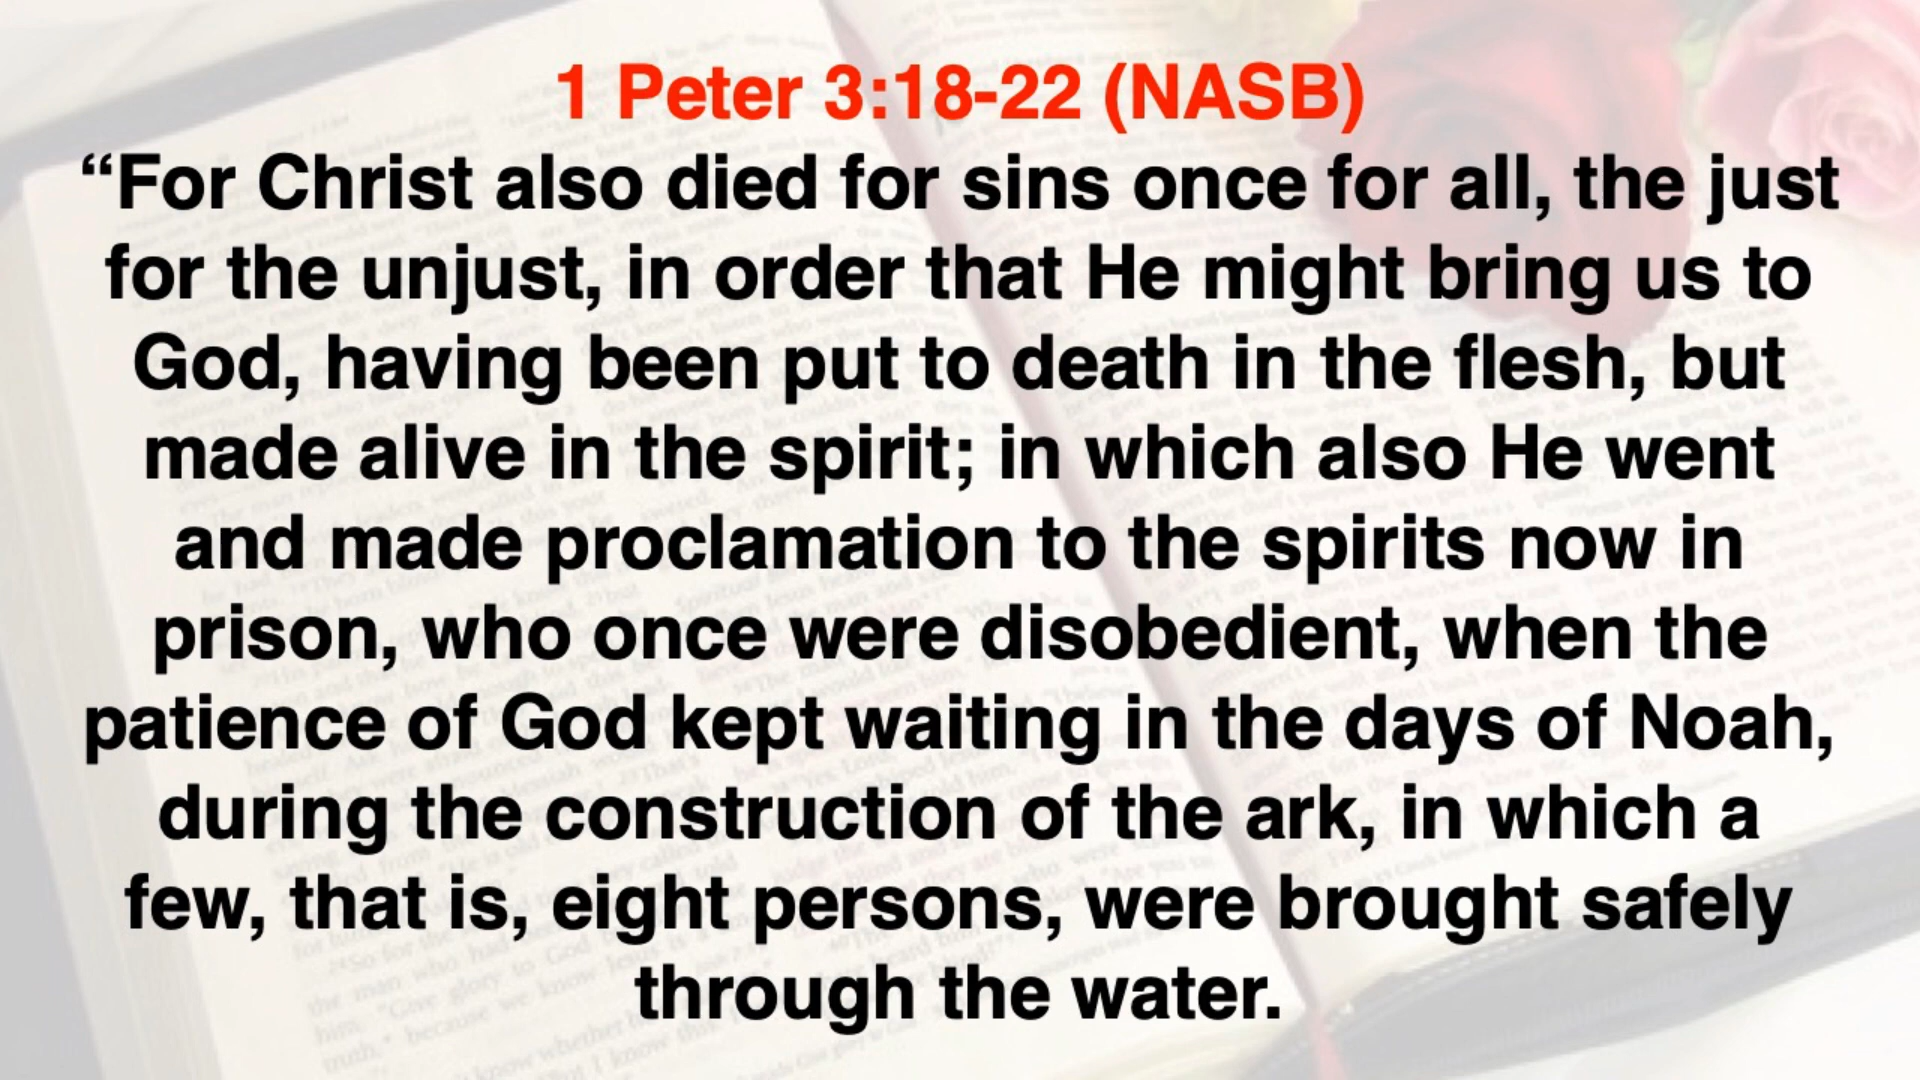 1 Peter 3:18-22 (NASB)
“For Christ also died for sins once for all, the just
for the unjust, in order that He might bring us to
God, having been put to death in the flesh, but
made alive in the spirit; in which also He went
and made proclamation to the spirits now in
prison, who once were disobedient, when the
patience of God kept waiting in the days of Noah,
during the construction of the ark, in which a
few, that is, eight persons, were brought safely
through the water.